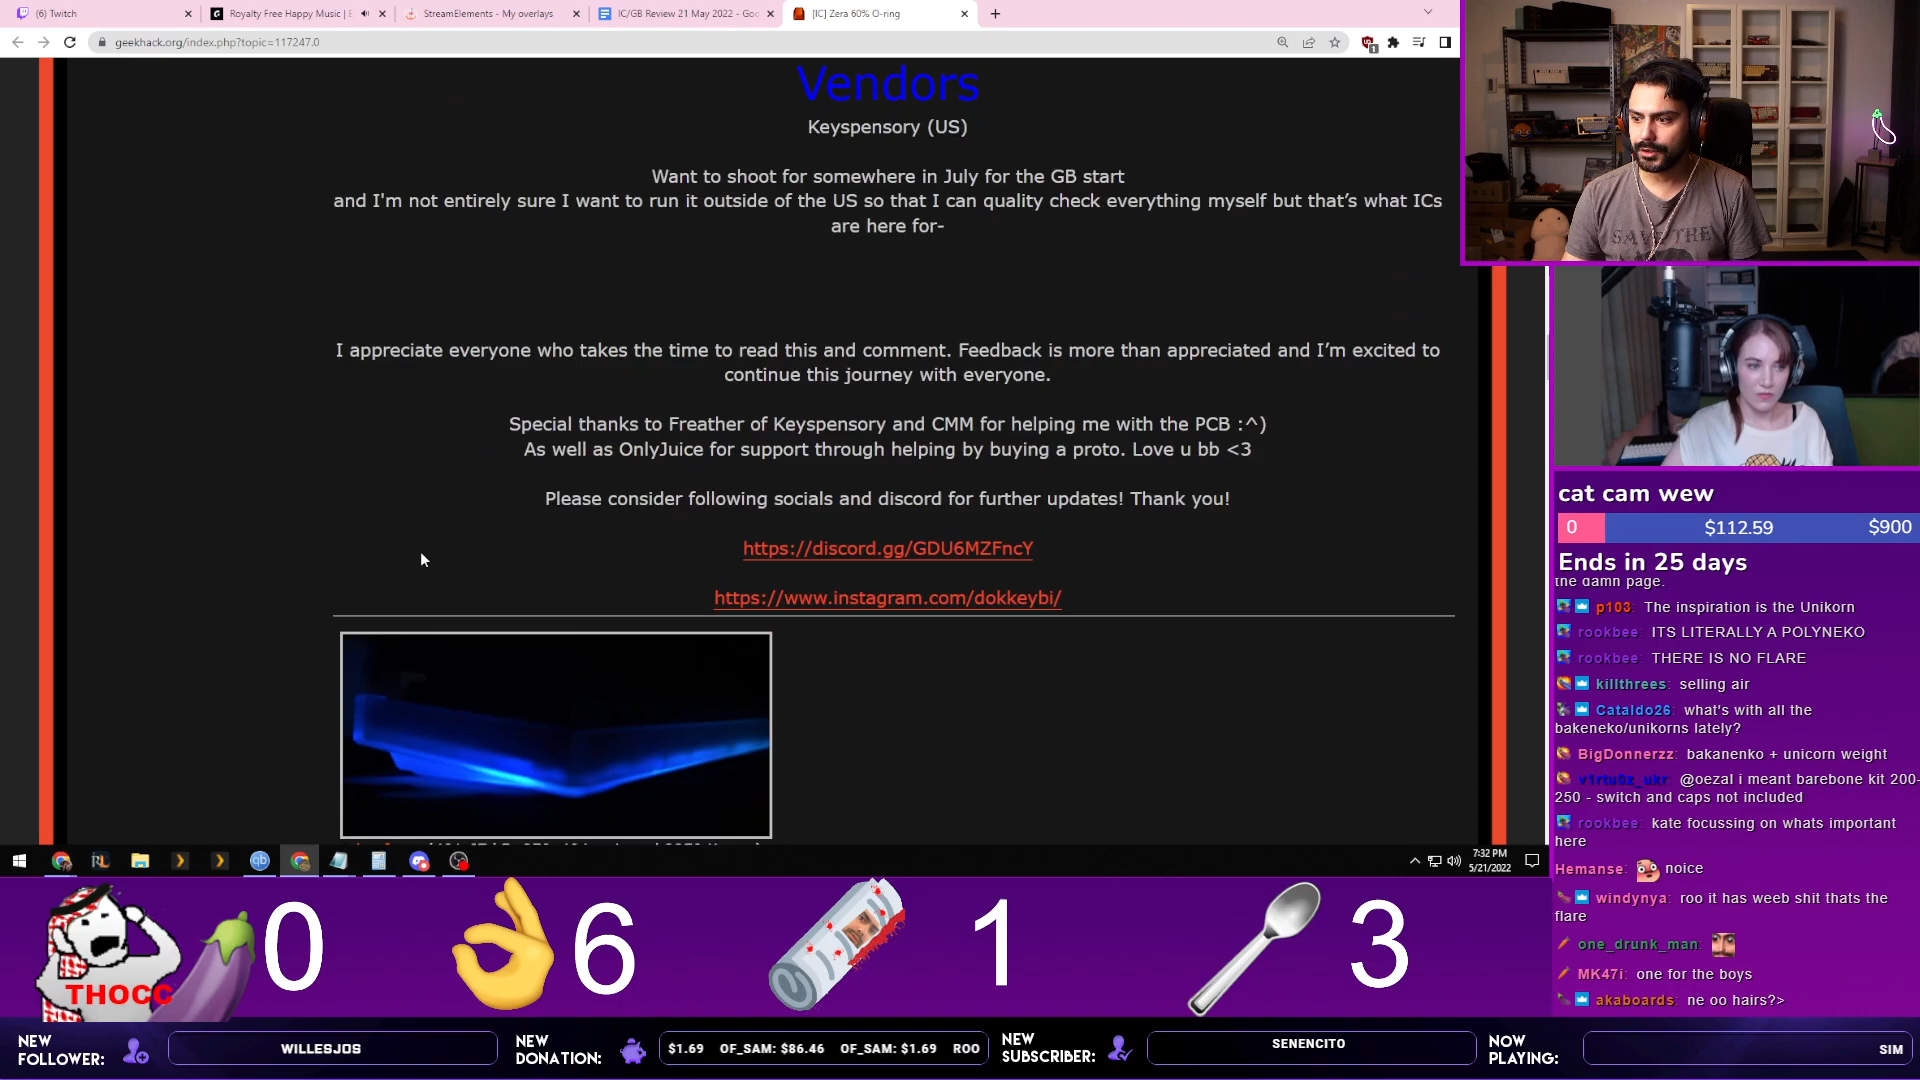 (6) Twitch
Royalty Free Happy Music | E
StreamElements - My overlays
IC/GB Review 21 May 2022 - Goo
[IC] Zera 60% O-ring
geekhack.org/index.php?topic=117247.0
Vendors
Keyspensory (US)
Want to shoot for somewhere in July for the GB start
and I'm not entirely sure I want to run it outside of the US so that I can quality check everything myself but that's what ICs
are here for-
I appreciate everyone who takes the time to read this and comment. Feedback is more than appreciated and I'm excited to
continue this journey with everyone.
Special thanks to Freather of Keyspensory and CMM for helping me with the PCB :^)
As well as OnlyJuice for support through helping by buying a proto. Love u bb <3
Please consider following socials and discord for further updates! Thank you!
https://discord.gg/GDU6MZFncY
https://www.instagram.com/dokkeybi/
7:32 PM
5/21/2022
SAVE THE
cat cam wew
0 $112.59 $900
Ends in 25 days
the damn page.
p103: The inspiration is the Unikorn
rookbee: ITS LITERALLY A POLYNEKO
rookbee: THERE IS NO FLARE
killthrees: selling air
Cataldo26: what's with all the
bakeneko/unikorns lately?
BigDonnerzz: bakanenko + unicorn weight
v1rtu0z_ukr: @oezal i meant barebone kit 200-
250 - switch and caps not included
rookbee: kate focussing on whats important
here
Hemanse: noice
windynya: roo it has weeb shit thats the
flare
one_drunk_man:
MK47i: one for the boys
akaboards: ne oo hairs?>
THOCC 0
6
1
3
NEW
FOLLOWER:
WILLESJOS
NEW
DONATION:
$1.69 OF_SAM: $86.46 OF_SAM: $1.69 ROO
NEW
SUBSCRIBER:
SENENCITO
NOW
PLAYING:
SIM